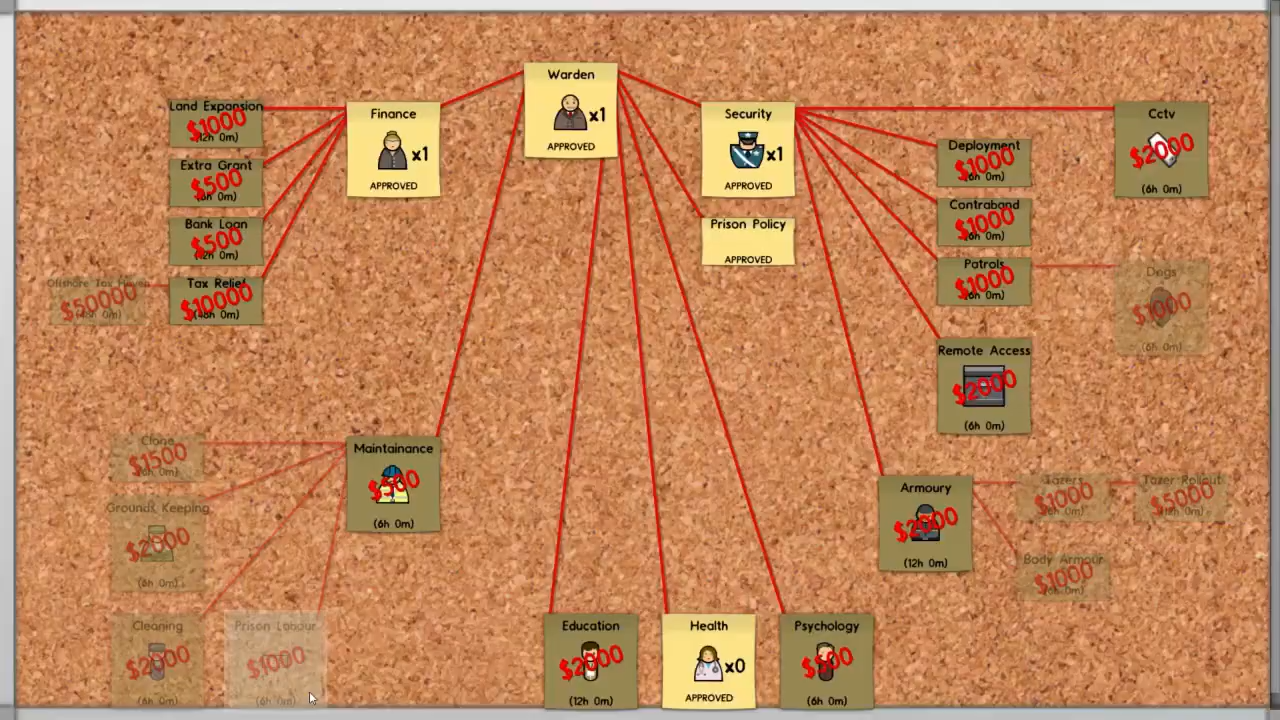 Warden
x1
APPROVED
Finance
x1
APPROVED
Land Expansion
$1000
(12h 0m)
Extra Grant
$500
Bank Loan
$500
Tax Relief
$10000
Offshore Tax Haven
$50000
Security
x1
APPROVED
Prison Policy
APPROVED
Deployment
$1000
(6h 0m)
Contraband
$1000
(6h 0m)
Patrols
$1000
(6h 0m)
Cctv
$2000
(6h 0m)
Dogs
$1000
(6h 0m)
Remote Access
$2000
(6h 0m)
Maintainance
$500
(6h 0m)
Clone
$1500
Grounds Keeping
$2000
(6h 0m)
Cleaning
$2000
(6h 0m)
Prison Labour
$1000
(6h 0m)
Armoury
$2000
(12h 0m)
Tazers
$1000
Tazer Rollout
$5000
Body Armour
$1000
Education
$2000
(12h 0m)
Health
x0
APPROVED
Psychology
$500
(6h 0m)